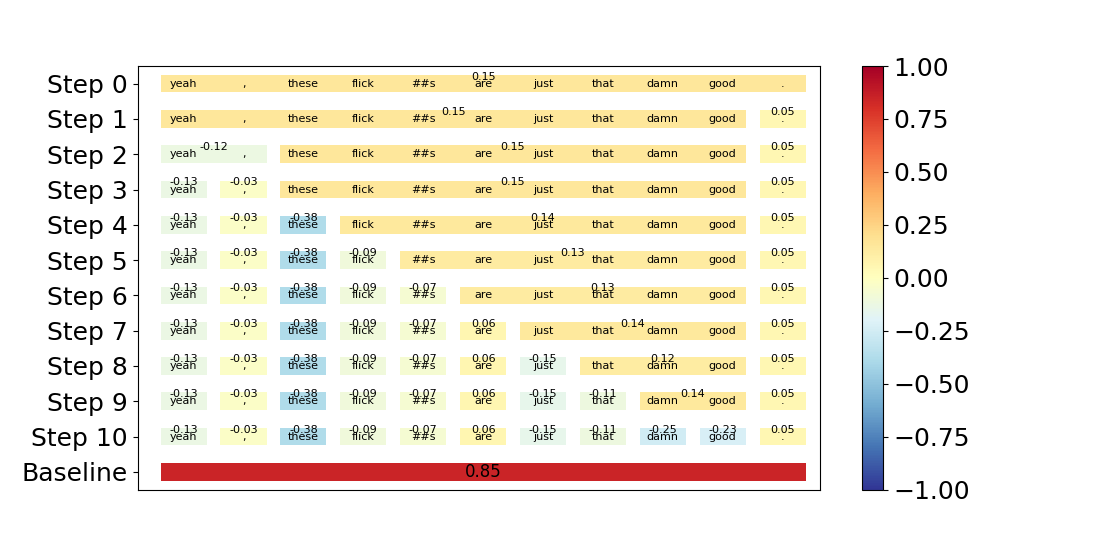 0.15
Step 0 yeah , these flick ##s are just that damn good .
0.15 0.05
Step 1 yeah , these flick ##s are just that damn good .
-0.12 0.15 0.05
Step 2 yeah , these flick ##s are just that damn good .
-0.13 -0.03 0.15 0.05
Step 3 yeah , these flick ##s are just that damn good .
-0.13 -0.03 -0.38 0.14 0.05
Step 4 yeah , these flick ##s are just that damn good .
-0.13 -0.03 -0.38 -0.09 0.13 0.05
Step 5 yeah , these flick ##s are just that damn good .
-0.13 -0.03 -0.38 -0.09 -0.07 0.13 0.05
Step 6 yeah , these flick ##s are just that damn good .
-0.13 -0.03 -0.38 -0.09 -0.07 0.06 0.14 0.05
Step 7 yeah , these flick ##s are just that damn good .
-0.13 -0.03 -0.38 -0.09 -0.07 0.06 -0.15 0.12 0.05
Step 8 yeah , these flick ##s are just that damn good .
-0.13 -0.03 -0.38 -0.09 -0.07 0.06 -0.15 -0.11 0.14 0.05
Step 9 yeah , these flick ##s are just that damn good .
-0.13 -0.03 -0.38 -0.09 -0.07 0.06 -0.15 -0.11 -0.25 -0.23 0.05
Step 10 yeah , these flick ##s are just that damn good .
Baseline 0.85
1.00
0.75
0.50
0.25
0.00
−0.25
−0.50
−0.75
−1.00